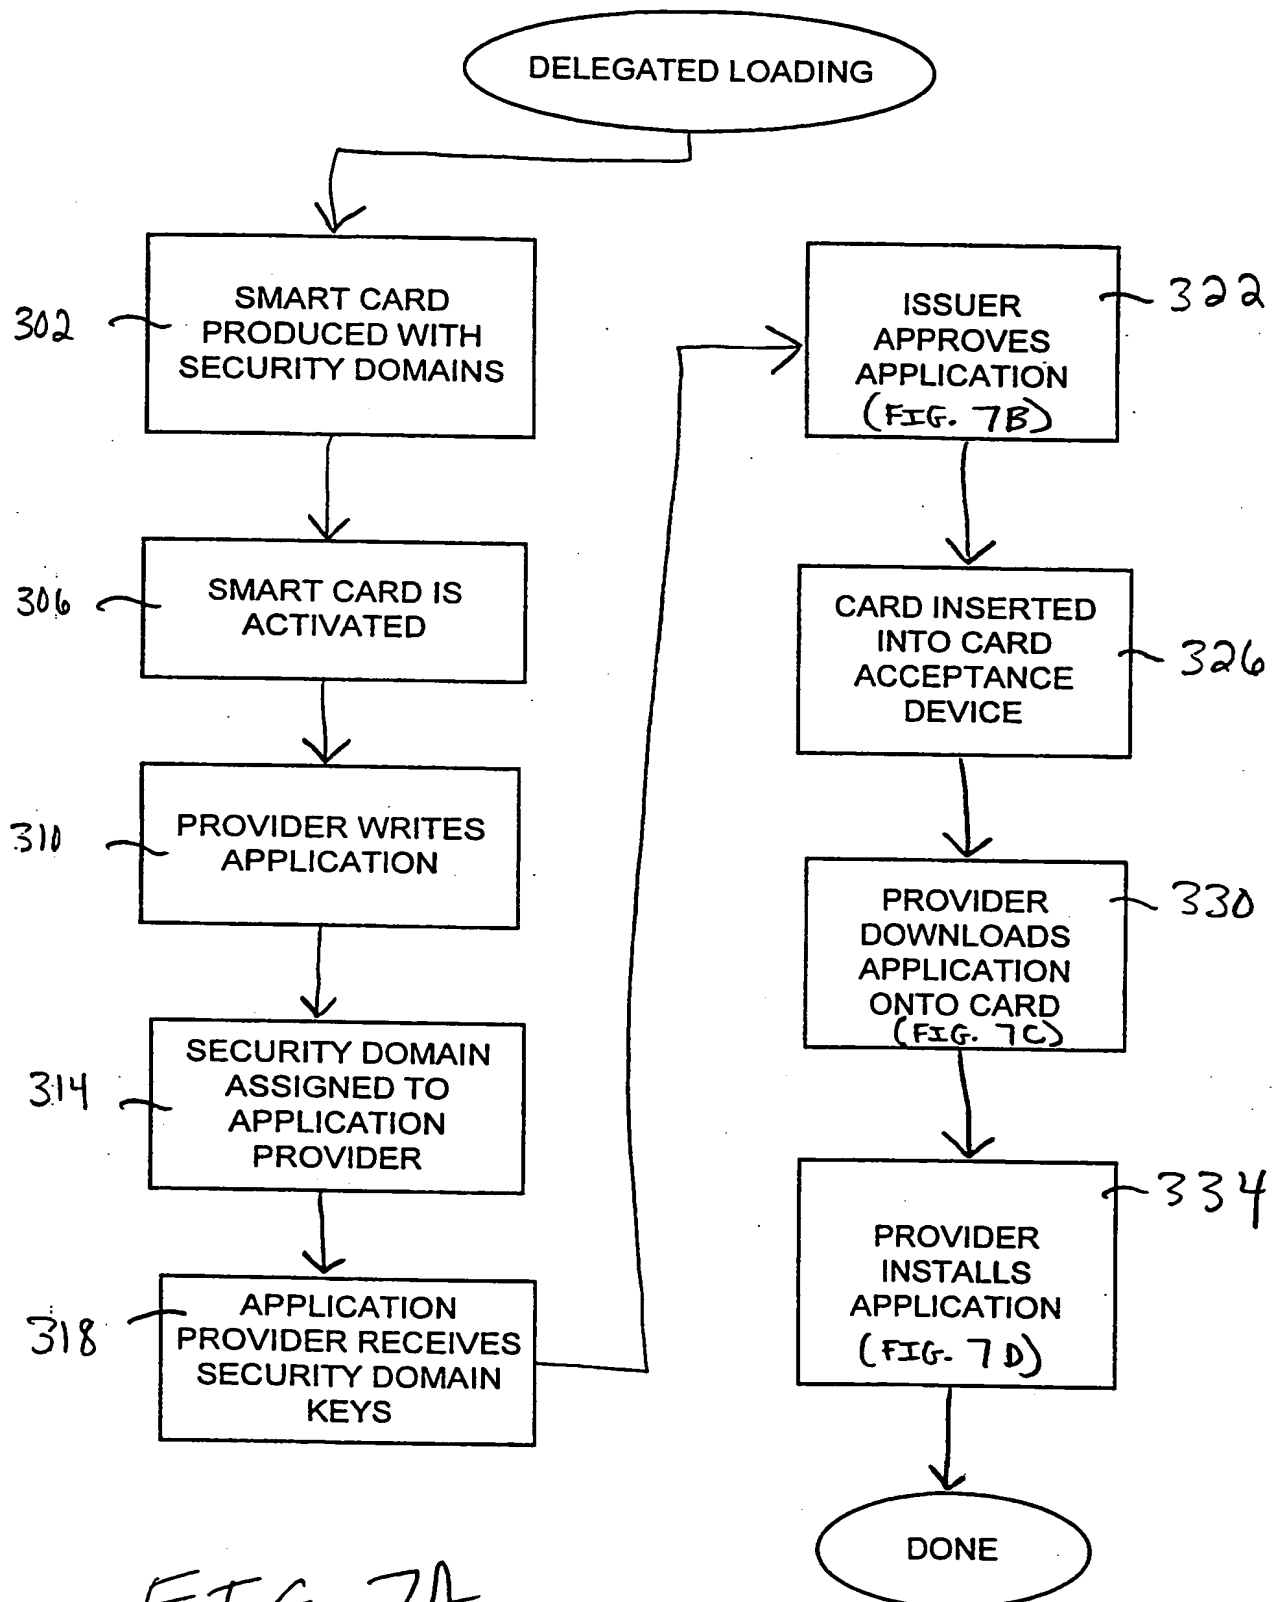 DELEGATED LOADING
302
SMART CARD
PRODUCED WITH
SECURITY DOMAINS
306
SMART CARD IS
ACTIVATED
310
PROVIDER WRITES
APPLICATION
314
SECURITY DOMAIN
ASSIGNED TO
APPLICATION
PROVIDER
318
APPLICATION
PROVIDER RECEIVES
SECURITY DOMAIN
KEYS
322
ISSUER
APPROVES
APPLICATION
(FIG. 7B)
326
CARD INSERTED
INTO CARD
ACCEPTANCE
DEVICE
330
PROVIDER
DOWNLOADS
APPLICATION
ONTO CARD
(FIG. 7C)
334
PROVIDER
INSTALLS
APPLICATION
(FIG. 7D)
DONE
FIG. 7A